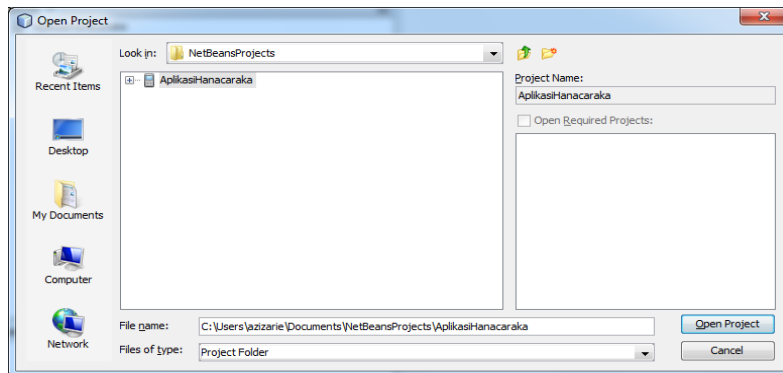 Open Project
Look in: NetBeansProjects
Recent Items
Desktop
My Documents
Computer
Network
AplikasiHanacaraka
Project Name:
AplikasiHanacaraka
Open Required Projects:
File name: C:\Users\azizarie\Documents\NetBeansProjects\AplikasiHanacaraka
Files of type: Project Folder
Open Project
Cancel